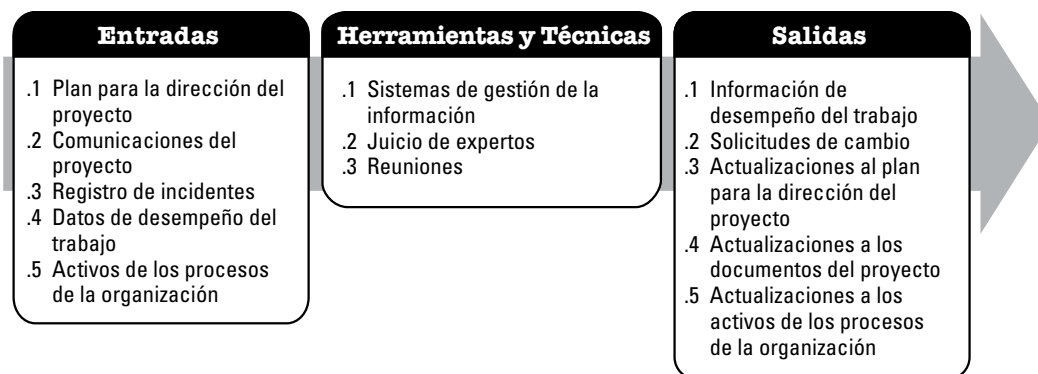 Entradas
.1 Plan para la dirección del
proyecto
.2 Comunicaciones del
proyecto
.3 Registro de incidentes
.4 Datos de desempeño del
trabajo
.5 Activos de los procesos
de la organización
Herramientas y Técnicas
.1 Sistemas de gestión de la
información
.2 Juicio de expertos
.3 Reuniones
Salidas
.1 Información de
desempeño del trabajo
.2 Solicitudes de cambio
.3 Actualizaciones al plan
para la dirección del
proyecto
.4 Actualizaciones a los
documentos del proyecto
.5 Actualizaciones a los
activos de los procesos
de la organización